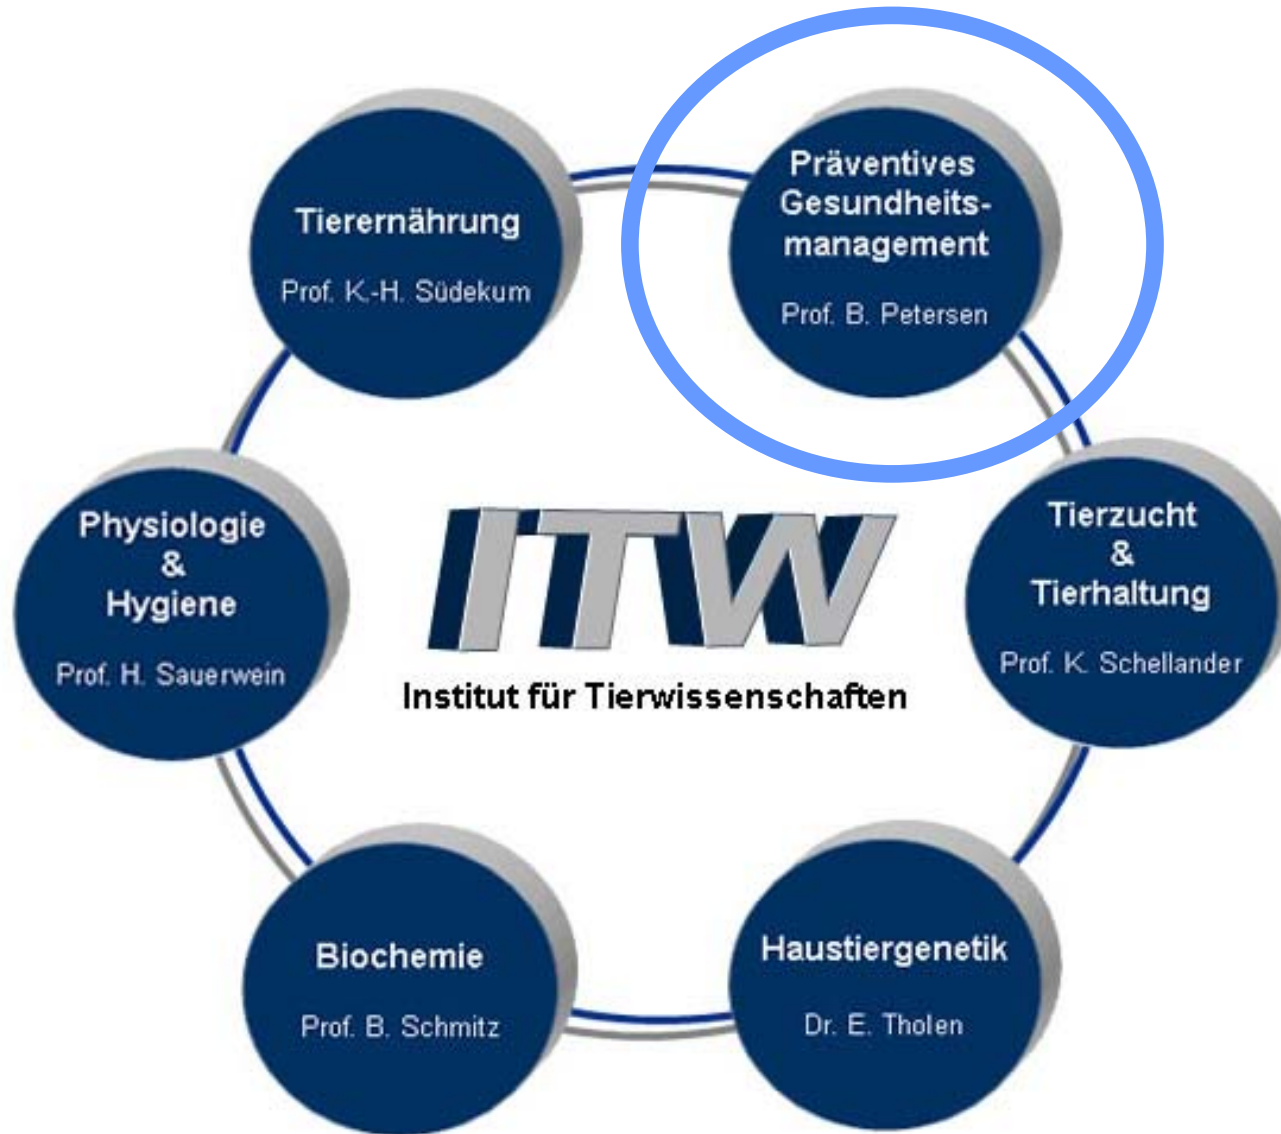 Tierernährung
Prof. K.-H. Südekum
Präventives
Gesundheits-
management
Prof. B. Petersen
Physiologie
&
Hygiene
Prof. H. Sauerwein
ITW
Institut für Tierwissenschaften
Tierzucht
&
Tierhaltung
Prof. K. Schellander
Biochemie
Prof. B. Schmitz
Haustiergenetik
Dr. E. Tholen